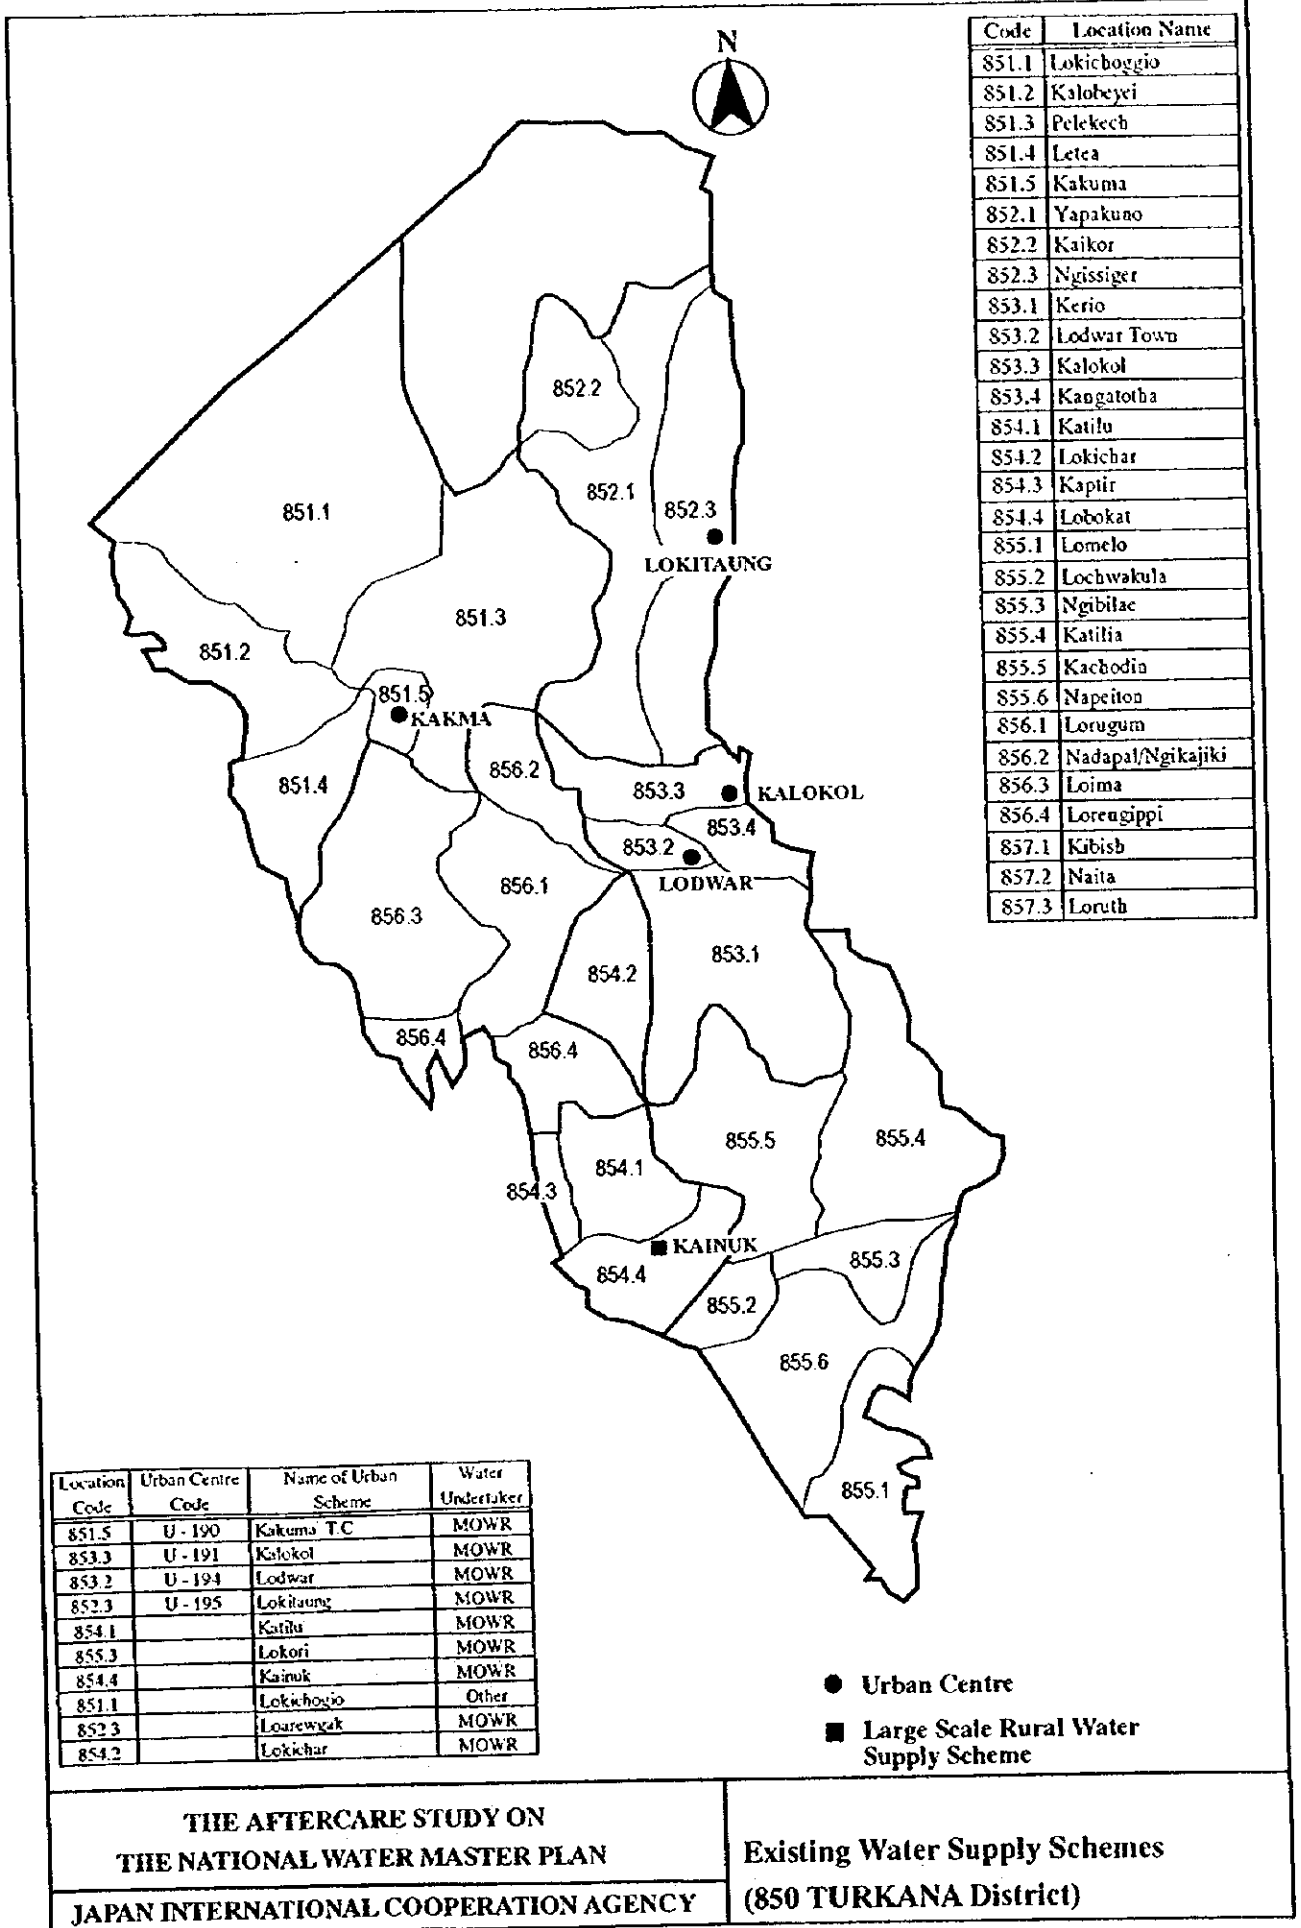 N
Code Location Name
851.1 Lokichoggio
851.2 Kalobeyei
851.3 Pelekech
851.4 Letea
851.5 Kakuma
852.1 Yapakuno
852.2 Kaikor
852.3 Ngissiger
853.1 Kerio
853.2 Lodwar Town
853.3 Kalokol
853.4 Kangatotha
854.1 Katilu
854.2 Lokichar
854.3 Kaptir
854.4 Lobokat
855.1 Lomelo
855.2 Lochwakula
855.3 Ngibilae
855.4 Katilia
855.5 Kachodin
855.6 Napeiton
856.1 Lorugum
856.2 Nadapal/Ngikajiki
856.3 Loima
856.4 Lorengippi
857.1 Kibish
857.2 Naita
857.3 Loruth
852.2
852.1
851.1
852.3
LOKITAUNG
851.3
851.2
851.5
KAKMA
856.2
851.4
853.3
KALOKOL
853.4
853.2
LODWAR
856.1
856.3
853.1
854.2
856.4
856.4
855.5
855.4
854.1
854.3
KAINUK
855.3
854.4
855.2
855.6
855.1
Location Code Urban Centre Code Name of Urban Scheme Water Undertaker
851.5 U - 190 Kakuma T.C MOWR
853.3 U - 191 Kalokol MOWR
853.2 U - 194 Lodwar MOWR
852.3 U - 195 Lokitaung MOWR
854.1 Katilu MOWR
855.3 Lokori MOWR
854.4 Kainuk MOWR
851.1 Lokichogio Other
852.3 Loarewgak MOWR
854.2 Lokichar MOWR
Urban Centre
Large Scale Rural Water
Supply Scheme
THE AFTERCARE STUDY ON
THE NATIONAL WATER MASTER PLAN
JAPAN INTERNATIONAL COOPERATION AGENCY
Existing Water Supply Schemes
(850 TURKANA District)